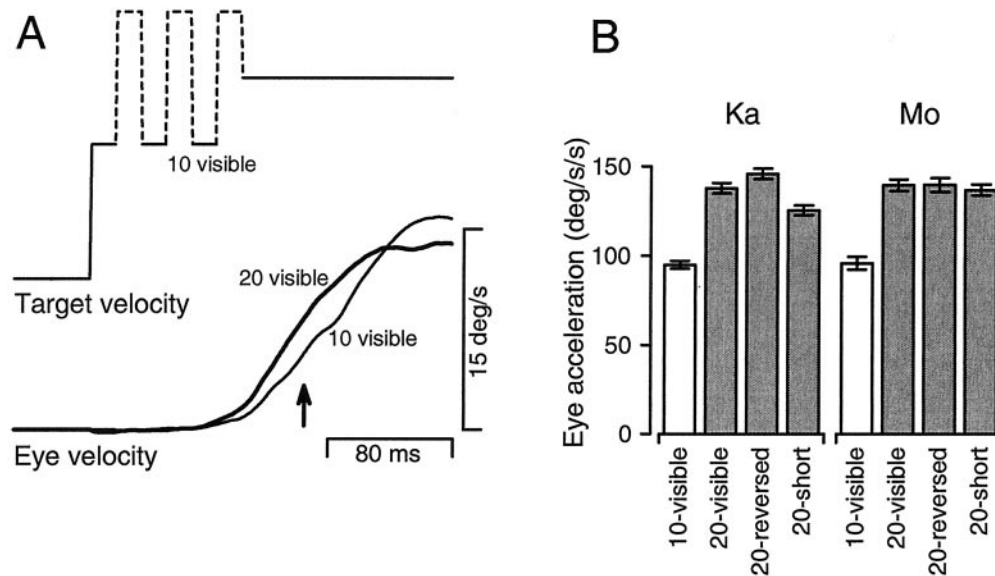 A
10 visible
Target velocity
20 visible
10 visible
15 deg/s
Eye velocity
80 ms
B
Ka
Mo
Eye acceleration (deg/s/s)
150
100
50
0
10-visible
20-visible
20-reversed
20-short
10-visible
20-visible
20-reversed
20-short